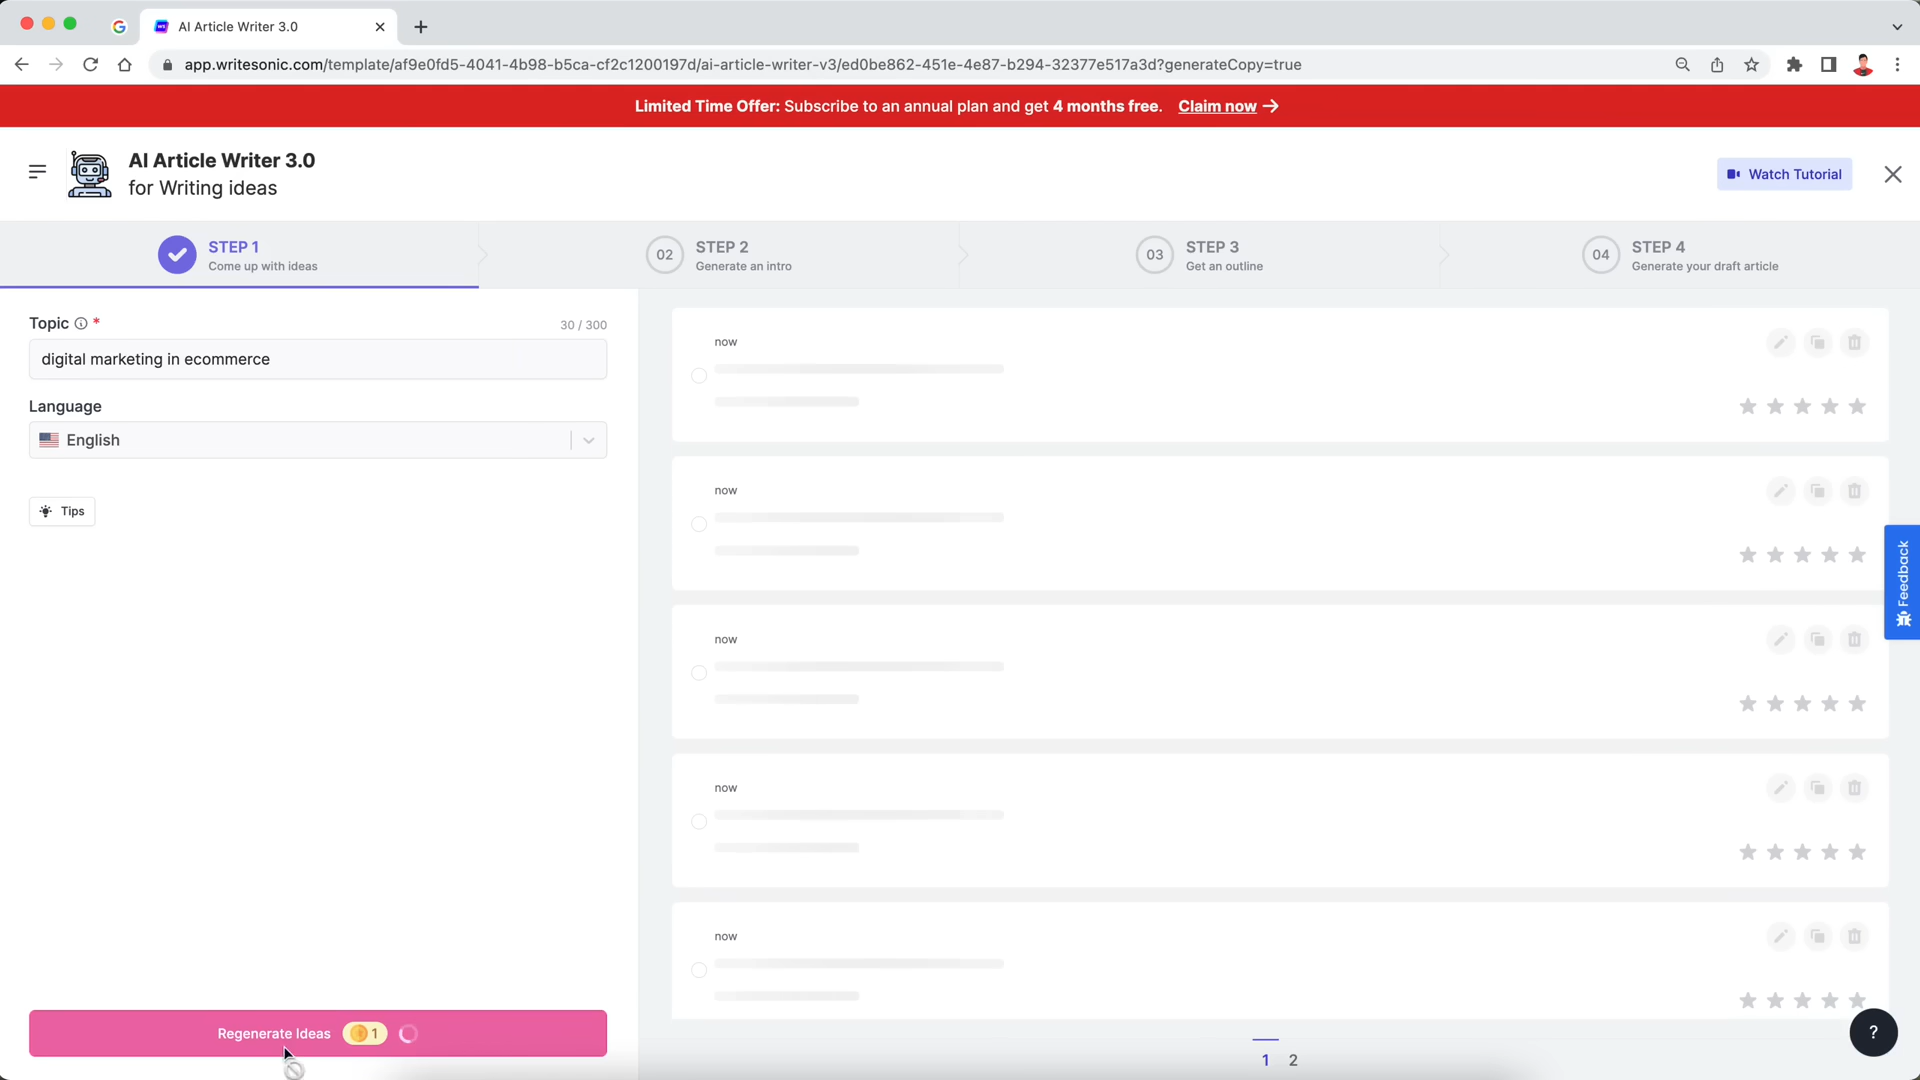 AI Article Writer 3.0
app.writesonic.com/template/af9e0fd5-4041-4b98-b5ca-cf2c1200197d/ai-article-writer-v3/ed0be862-451e-4e87-b294-32377e517a3d?generateCopy=true
Limited Time Offer: Subscribe to an annual plan and get 4 months free. Claim now →
AI Article Writer 3.0
for Writing ideas
Watch Tutorial
STEP 1
Come up with ideas
02
STEP 2
Generate an intro
03
STEP 3
Get an outline
04
STEP 4
Generate your draft article
Topic *
30 / 300
digital marketing in ecommerce
Language
English
Tips
now
now
now
now
now
Feedback
Regenerate Ideas 1
1 2
?